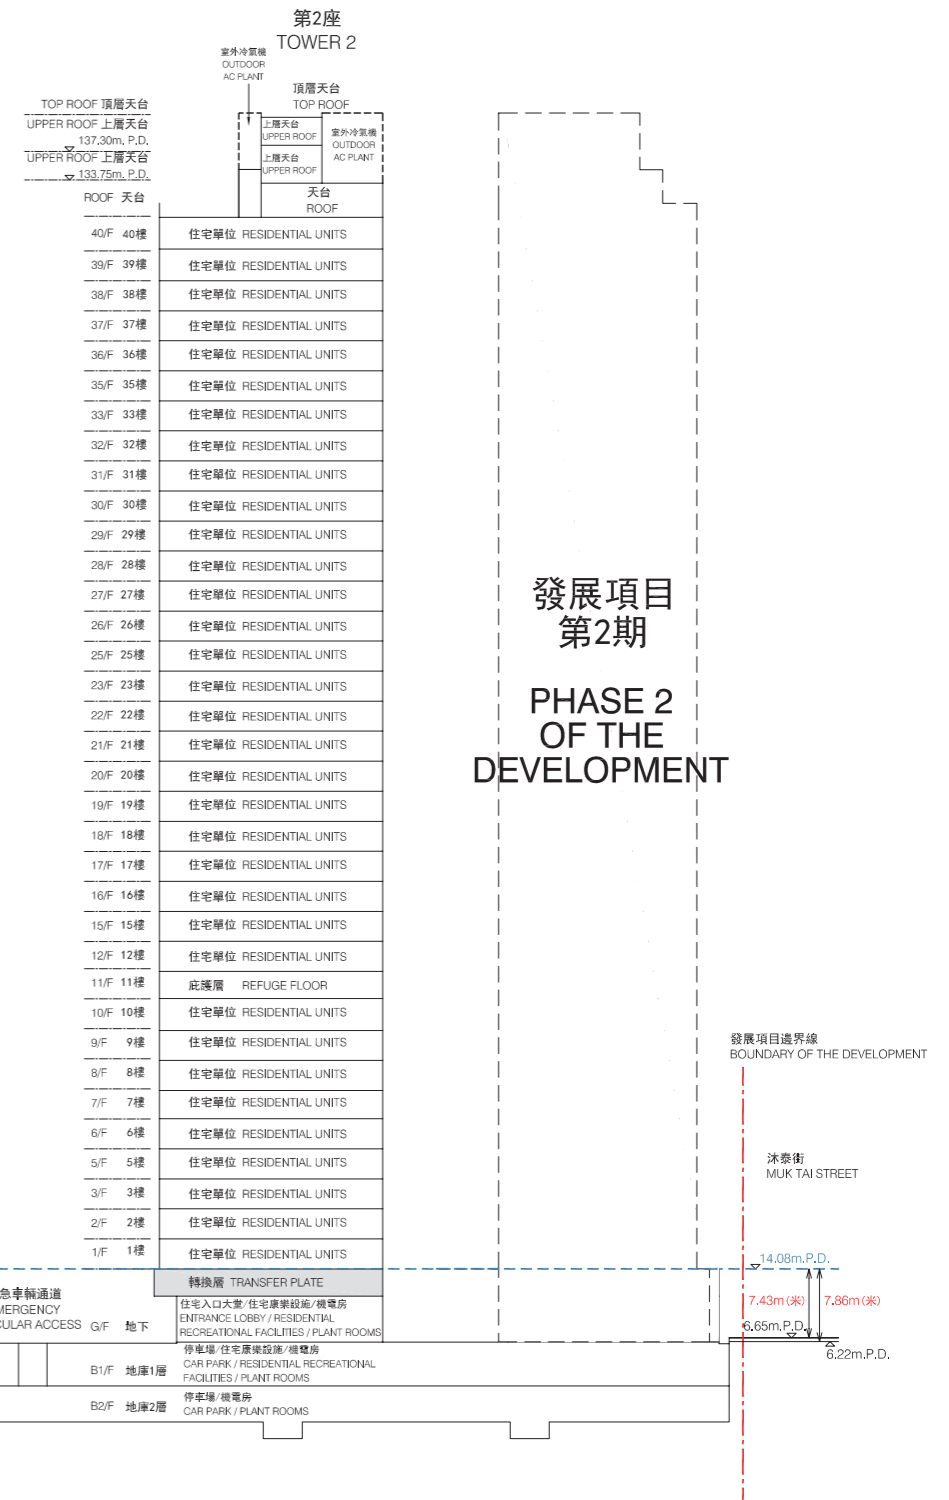 第2座
TOWER 2
室外冷氣機
OUTDOOR
AC PLANT
頂層天台
TOP ROOF
TOP ROOF 頂層天台
UPPER ROOF 上層天台
137.30m. P.D.
UPPER ROOF 上層天台
133.75m. P.D.
上層天台
UPPER ROOF
室外冷氣機
OUTDOOR
AC PLANT
上層天台
UPPER ROOF
ROOF 天台
天台
ROOF
40/F 40樓 住宅單位 RESIDENTIAL UNITS
39/F 39樓 住宅單位 RESIDENTIAL UNITS
38/F 38樓 住宅單位 RESIDENTIAL UNITS
37/F 37樓 住宅單位 RESIDENTIAL UNITS
36/F 36樓 住宅單位 RESIDENTIAL UNITS
35/F 35樓 住宅單位 RESIDENTIAL UNITS
33/F 33樓 住宅單位 RESIDENTIAL UNITS
32/F 32樓 住宅單位 RESIDENTIAL UNITS
31/F 31樓 住宅單位 RESIDENTIAL UNITS
30/F 30樓 住宅單位 RESIDENTIAL UNITS
29/F 29樓 住宅單位 RESIDENTIAL UNITS
28/F 28樓 住宅單位 RESIDENTIAL UNITS
27/F 27樓 住宅單位 RESIDENTIAL UNITS
26/F 26樓 住宅單位 RESIDENTIAL UNITS
25/F 25樓 住宅單位 RESIDENTIAL UNITS
23/F 23樓 住宅單位 RESIDENTIAL UNITS
22/F 22樓 住宅單位 RESIDENTIAL UNITS
21/F 21樓 住宅單位 RESIDENTIAL UNITS
20/F 20樓 住宅單位 RESIDENTIAL UNITS
19/F 19樓 住宅單位 RESIDENTIAL UNITS
18/F 18樓 住宅單位 RESIDENTIAL UNITS
17/F 17樓 住宅單位 RESIDENTIAL UNITS
16/F 16樓 住宅單位 RESIDENTIAL UNITS
15/F 15樓 住宅單位 RESIDENTIAL UNITS
12/F 12樓 住宅單位 RESIDENTIAL UNITS
11/F 11樓 庇護層 REFUGE FLOOR
10/F 10樓 住宅單位 RESIDENTIAL UNITS
9/F 9樓 住宅單位 RESIDENTIAL UNITS
8/F 8樓 住宅單位 RESIDENTIAL UNITS
7/F 7樓 住宅單位 RESIDENTIAL UNITS
6/F 6樓 住宅單位 RESIDENTIAL UNITS
5/F 5樓 住宅單位 RESIDENTIAL UNITS
3/F 3樓 住宅單位 RESIDENTIAL UNITS
2/F 2樓 住宅單位 RESIDENTIAL UNITS
1/F 1樓 住宅單位 RESIDENTIAL UNITS
轉換層 TRANSFER PLATE
急車輛通道
MERGENCY
CULAR ACCESS
G/F 地下
住宅入口大堂/住宅康樂設施/機電房
ENTRANCE LOBBY / RESIDENTIAL
RECREATIONAL FACILITIES / PLANT ROOMS
B1/F 地庫1層
停車場/住宅康樂設施/機電房
CAR PARK / RESIDENTIAL RECREATIONAL
FACILITIES / PLANT ROOMS
B2/F 地庫2層
停車場/機電房
CAR PARK / PLANT ROOMS
發展項目
第2期
PHASE 2
OF THE
DEVELOPMENT
發展項目邊界線
BOUNDARY OF THE DEVELOPMENT
沐泰街
MUK TAI STREET
14.08m.P.D.
7.43m (米) 7.86m (米)
6.65m.P.D.
6.22m.P.D.